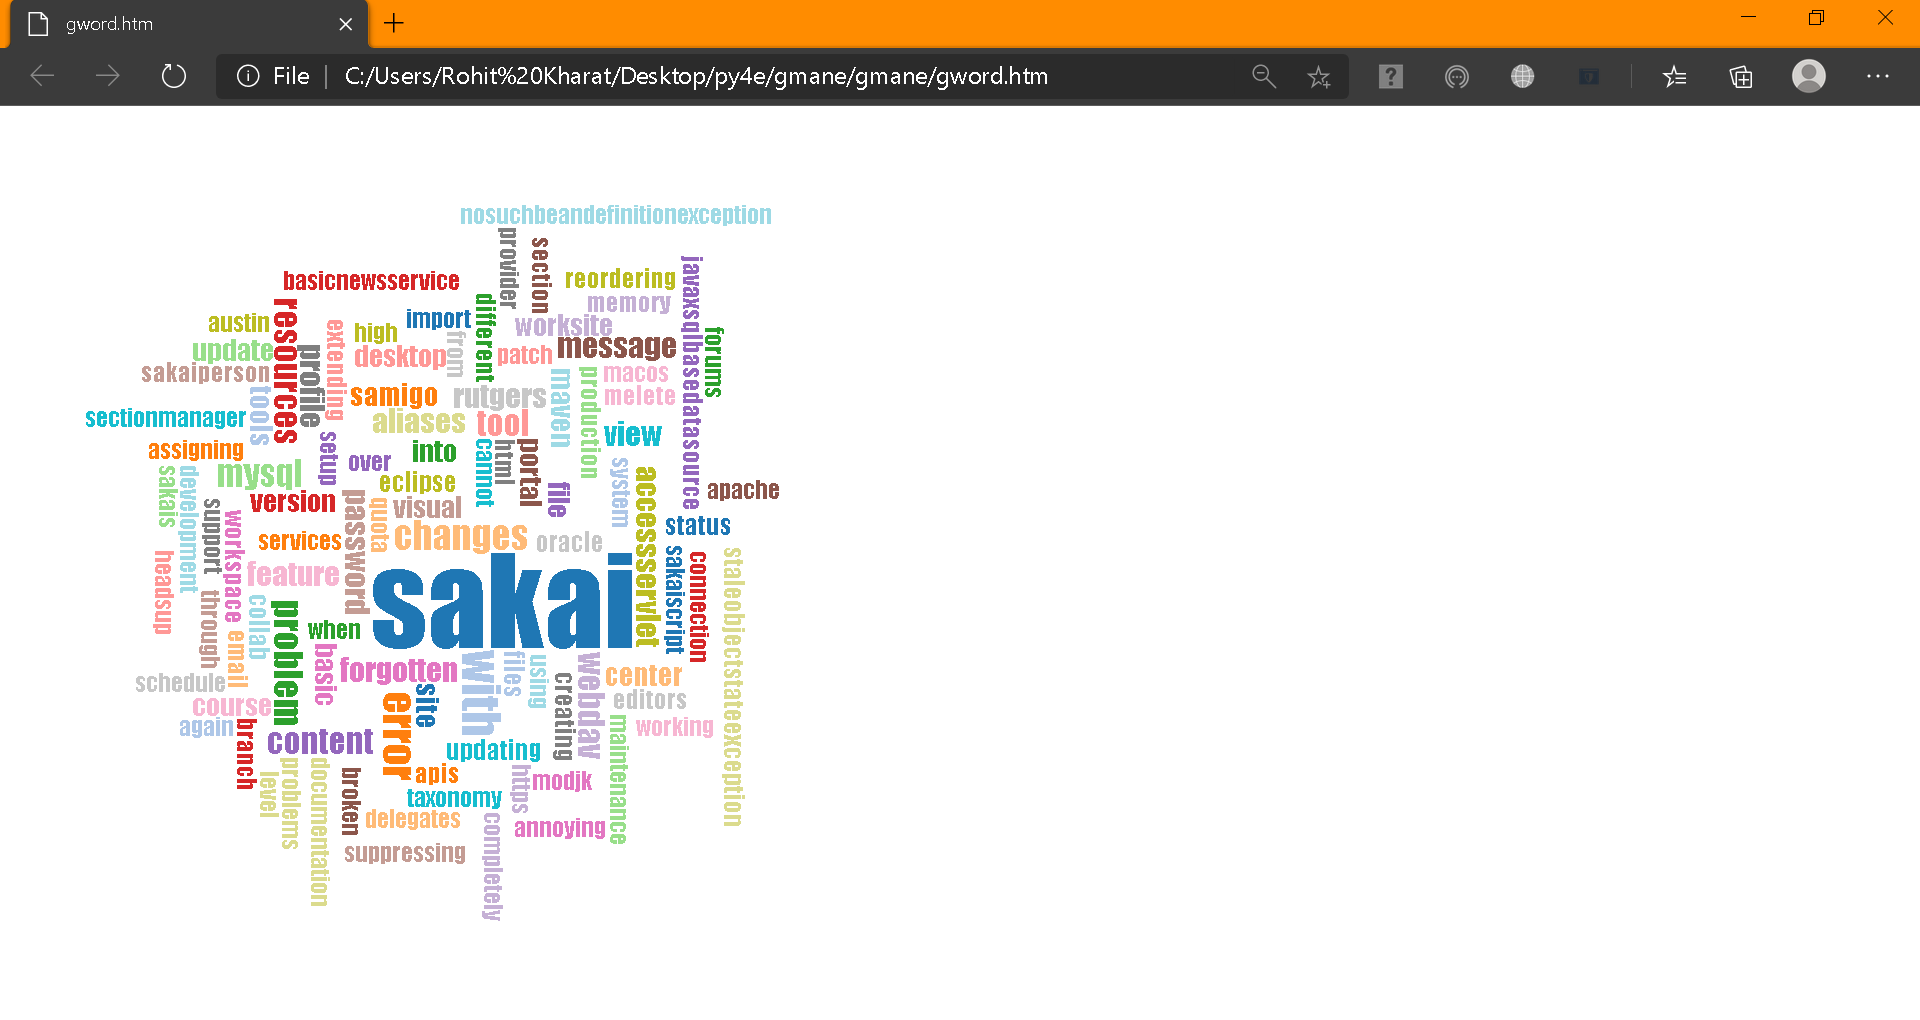 gword.htm
File
C:/Users/Rohit%20Kharat/Desktop/py4e/gmane/gmane/gword.htm
nosuchbeandefinitionexception
provider
section
basicnewsservice
reordering
javaxsqlbasedatasource
memory
resources
different
import
austin
worksite
extending
high
from
forums
update
profile
desktop
patch
message
sakaiperson
macos
maven
production
tools
samigo
rutgers
melete
sectionmanager
aliases
tool
view
assigning
setup
over
into
cannot
html
portal
mysql
eclipse
file
system
accessservlet
apache
sakais
development
support
version
password
quota
visual
workspace
services
changes
oracle
status
headsup
feature
sakai
sakaiscript
connection
staleobjectstateexception
through
collab
problem
when
email
basic
forgotten
with
files
using
webdav
center
schedule
creating
editors
course
site
error
again
branch
content
updating
maintenance
working
level
problems
documentation
broken
apis
https
modjk
taxonomy
delegates
completely
annoying
suppressing